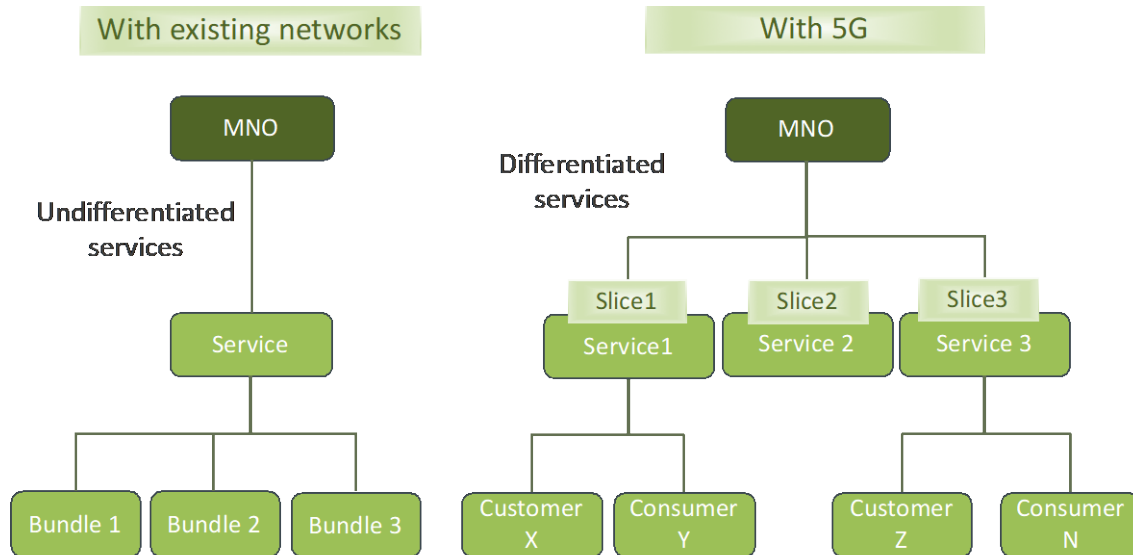 With existing networks
MNO
Undifferentiated
services
Service
Bundle 1
Bundle 2
Bundle 3
With 5G
MNO
Differentiated
services
Slice1
Slice2
Slice3
Service1
Service 2
Service 3
Customer
X
Consumer
Y
Customer
Z
Consumer
N